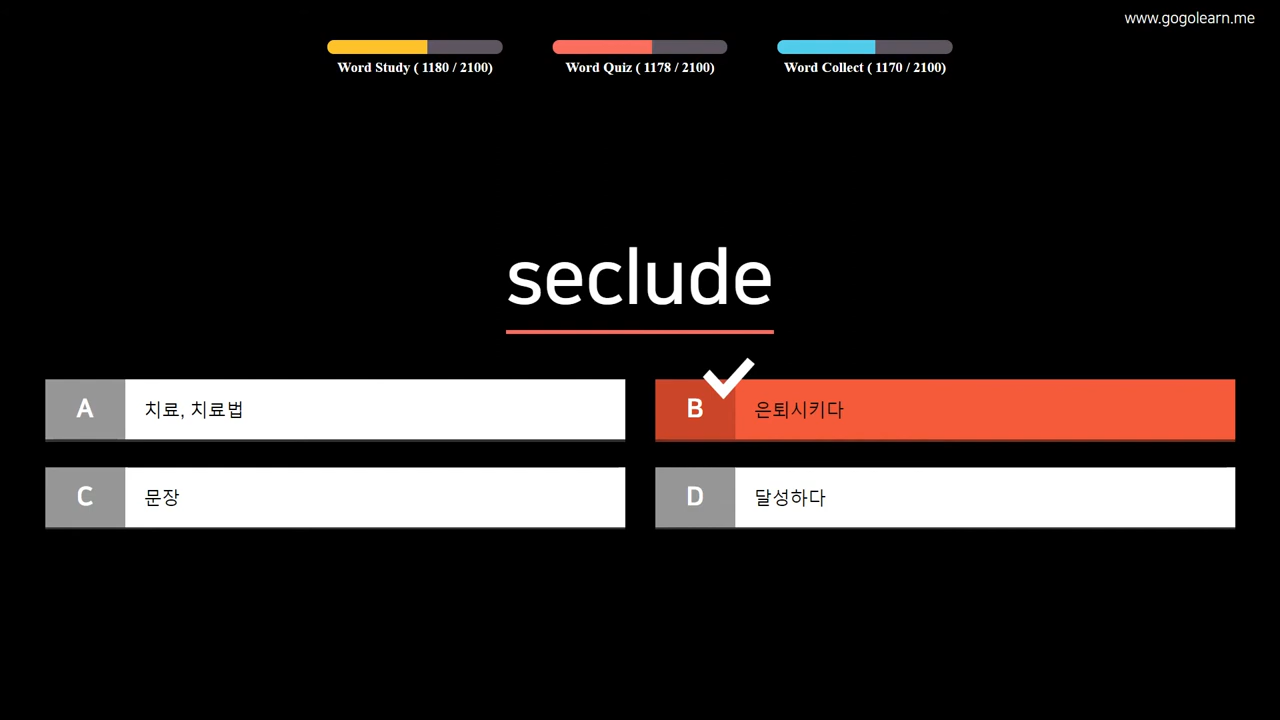 www.gogolearn.me
Word Study ( 1180 / 2100)
Word Quiz ( 1178 / 2100)
Word Collect ( 1170 / 2100)
seclude
A 치료, 치료법
B 은퇴시키다
C 문장
D 달성하다